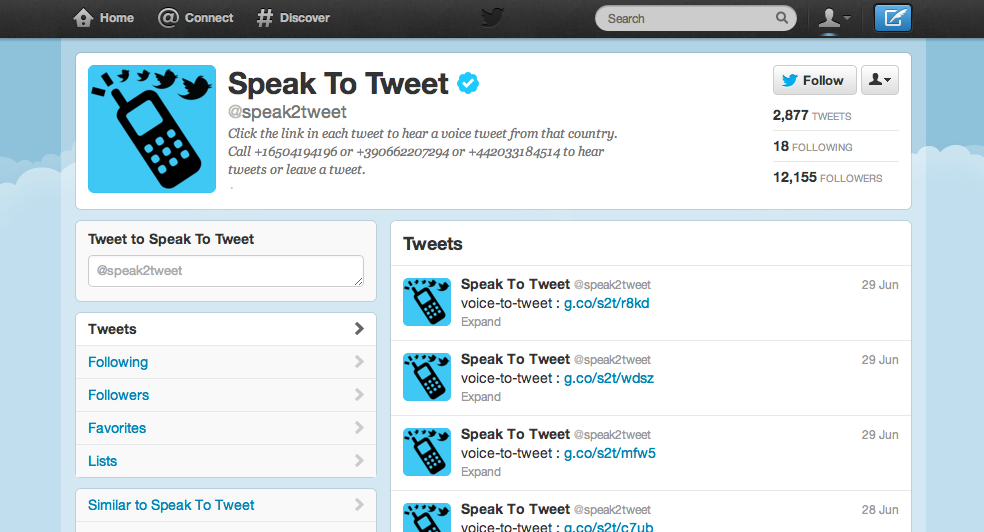 Home
Connect
Discover
Search
Speak To Tweet
@speak2tweet
Click the link in each tweet to hear a voice tweet from that country.
Call +16504194196 or +390662207294 or +442033184514 to hear
tweets or leave a tweet.
Follow
2,877 TWEETS
18 FOLLOWING
12,155 FOLLOWERS
Tweet to Speak To Tweet
@speak2tweet
Tweets
Following
Followers
Favorites
Lists
Similar to Speak To Tweet
Tweets
Speak To Tweet @speak2tweet 29 Jun
voice-to-tweet : g.co/s2t/r8kd
Expand
Speak To Tweet @speak2tweet 29 Jun
voice-to-tweet : g.co/s2t/wdsz
Expand
Speak To Tweet @speak2tweet 29 Jun
voice-to-tweet : g.co/s2t/mfw5
Expand
Speak To Tweet @speak2tweet 28 Jun
voice-to-tweet : g.co/s2t/c7ub